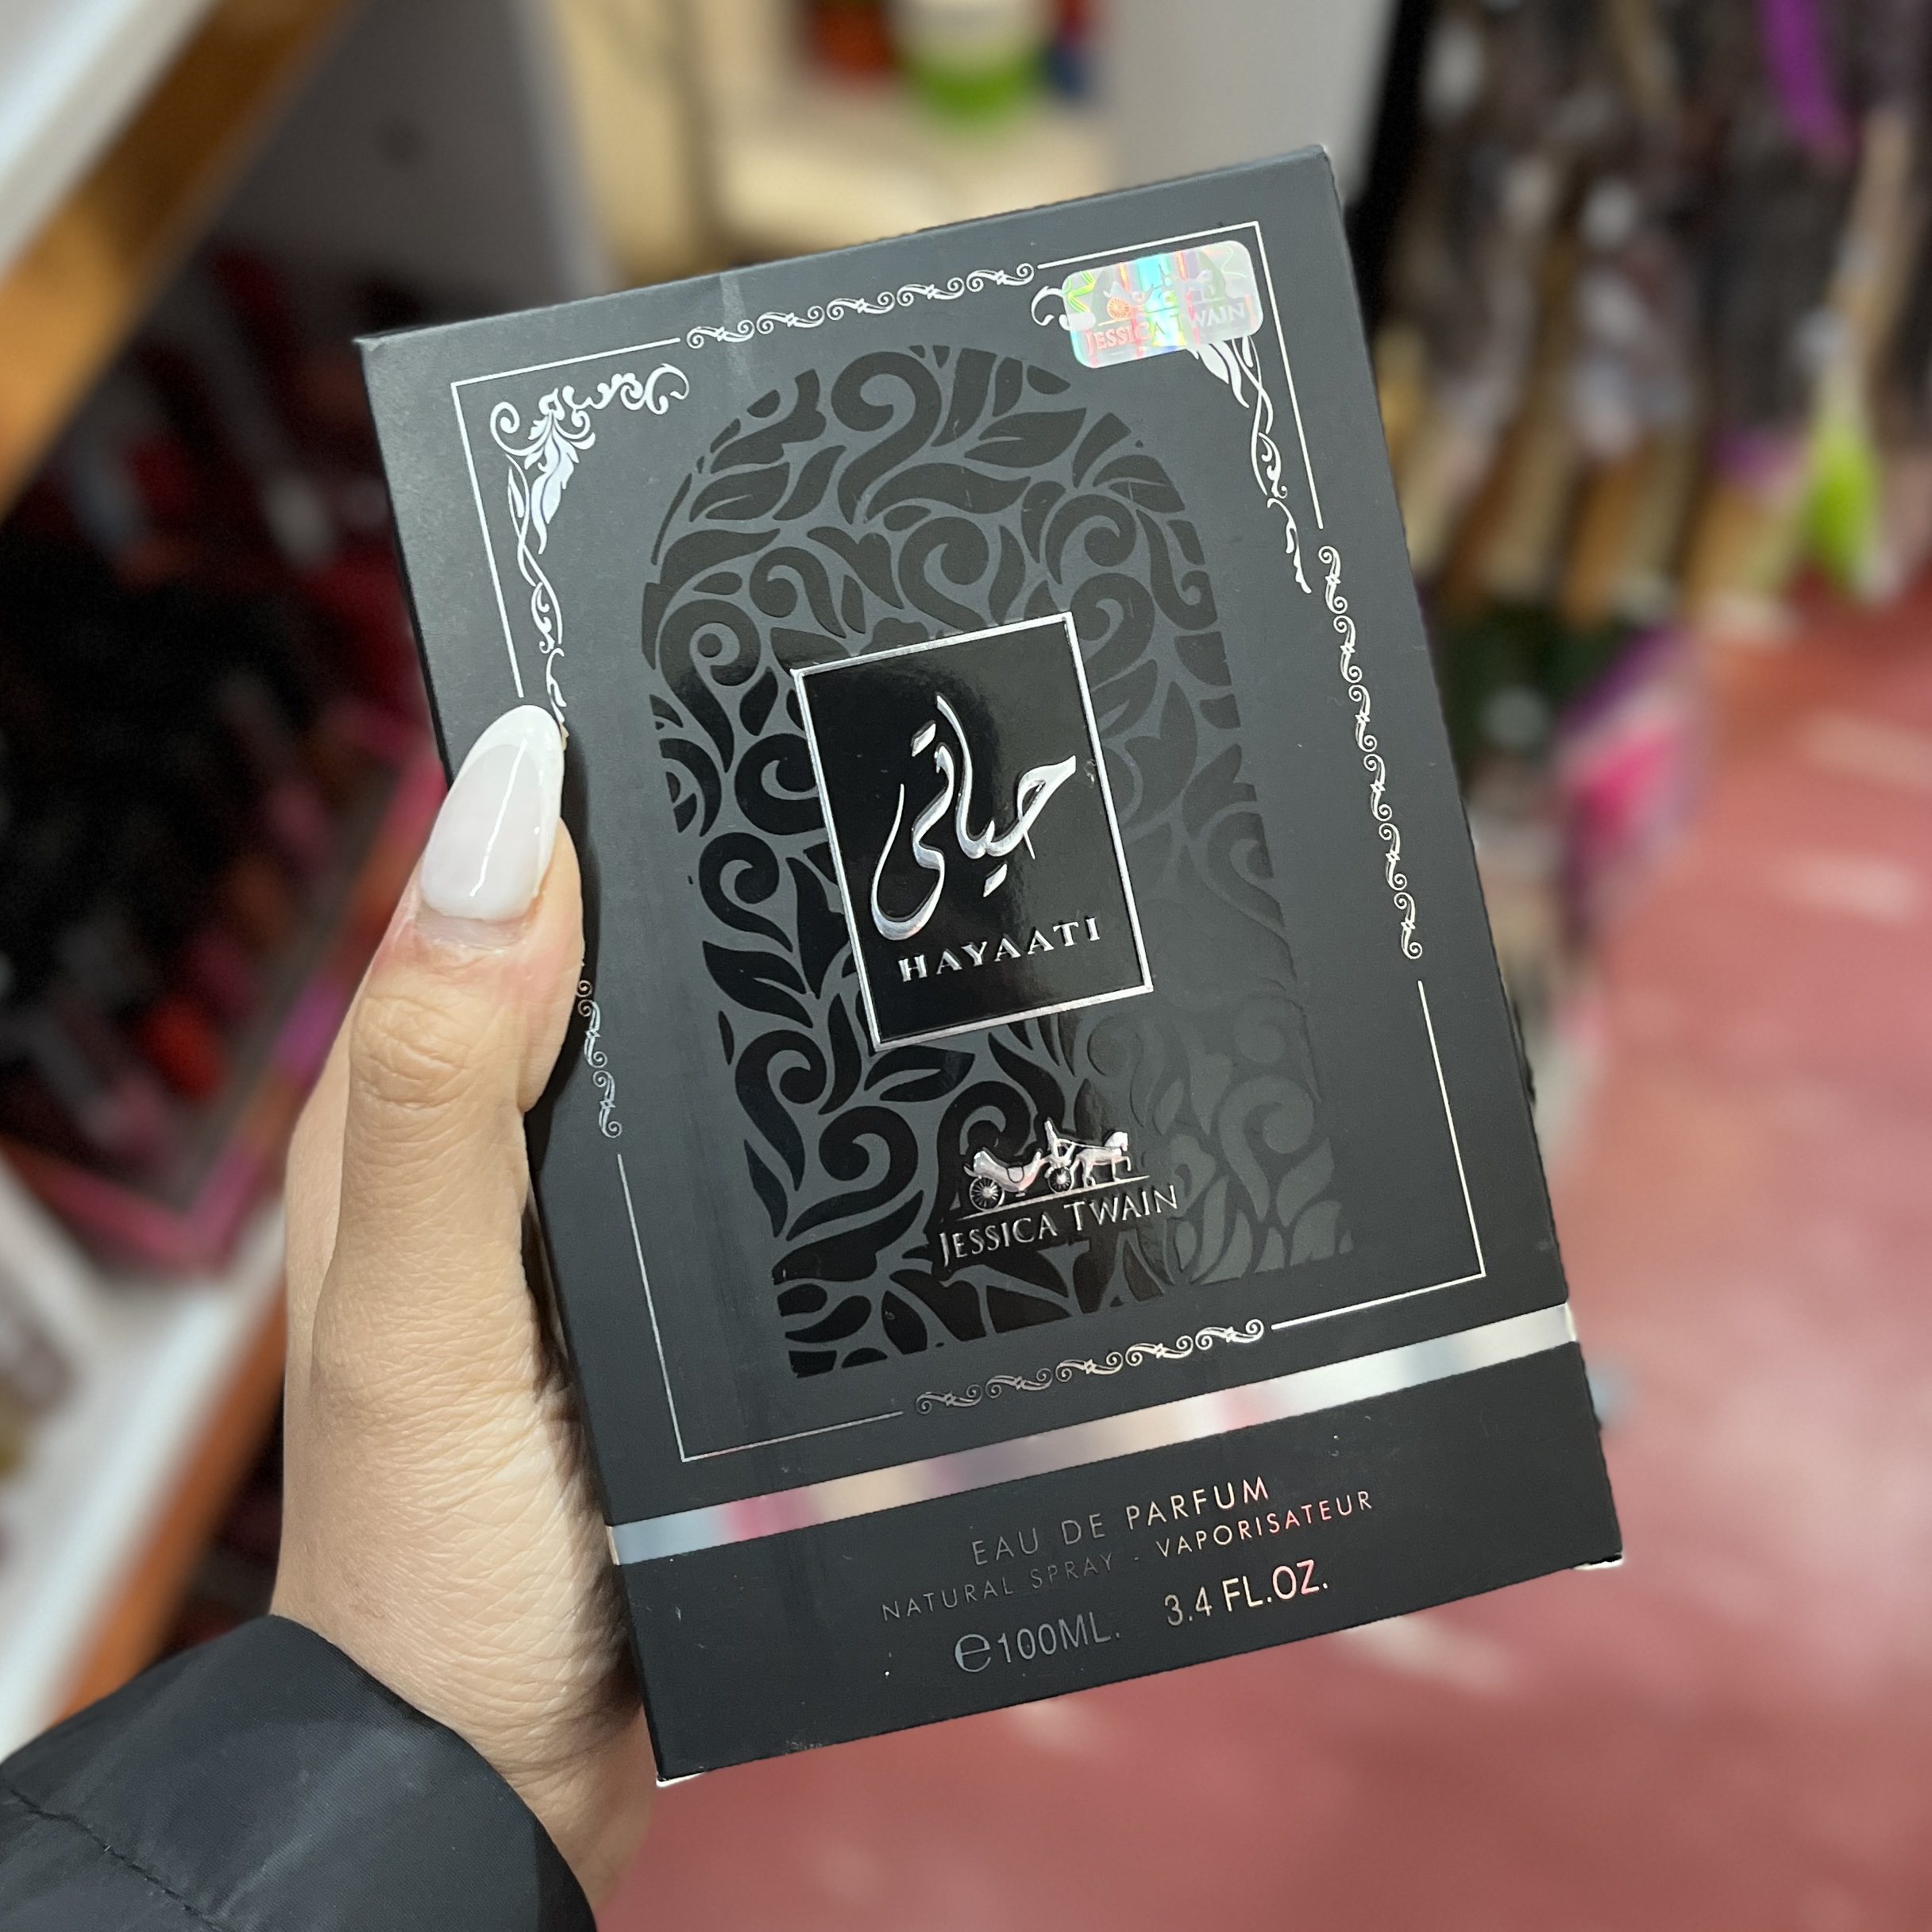 JESSICA TWAIN
حياتي
HAYAATI
JESSICA TWAIN
EAU DE PARFUM
NATURAL SPRAY - VAPORISATEUR
℮100ML. 3.4 FL.OZ.